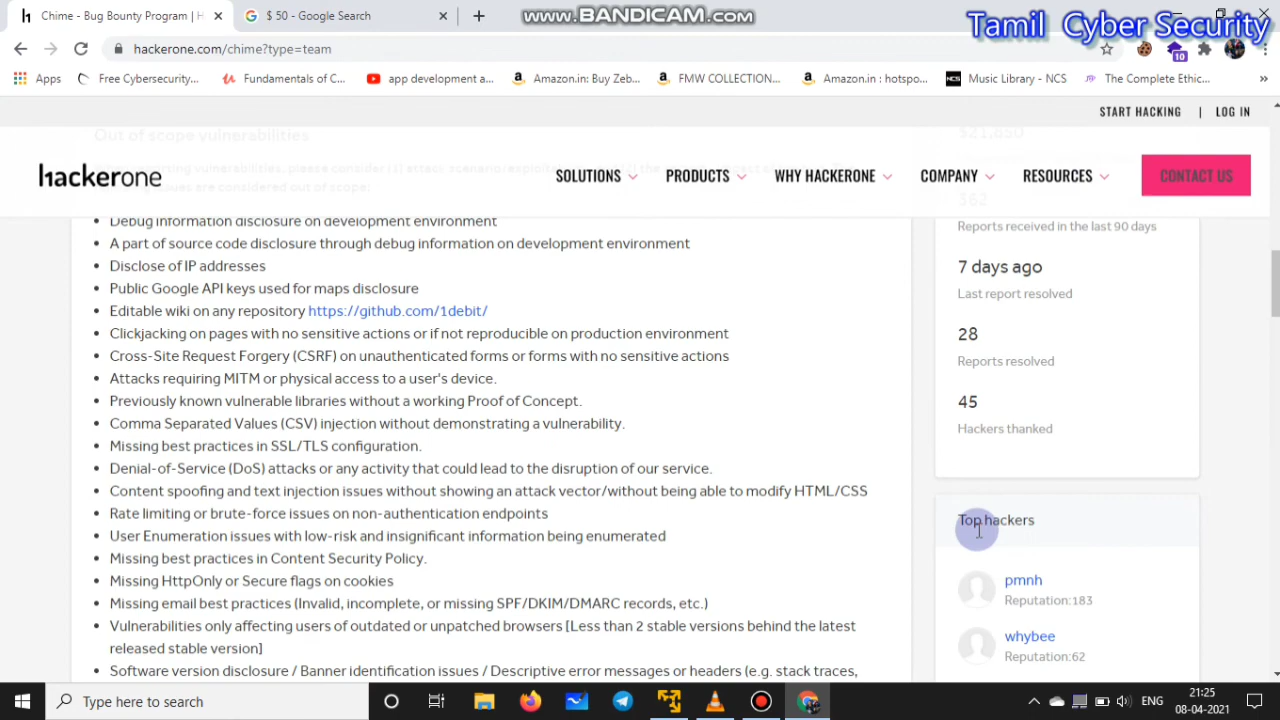 Chime - Bug Bounty Program | H
$ 50 - Google Search
www.BANDICAM.com
Tamil Cyber Security
hackerone.com/chime?type=team
10
Apps
Free Cybersecurity...
Fundamentals of C...
app development a...
Amazon.in: Buy Zeb...
FMW COLLECTION...
Amazon.in : hotspo...
NCS
Music Library - NCS
The Complete Ethic...
»
START HACKING | LOG IN
hackerone
SOLUTIONS
PRODUCTS
WHY HACKERONE
COMPANY
RESOURCES
CONTACT US
Out of scope vulnerabilities
issues are considered out of scope:
• Debug information disclosure on development environment
• A part of source code disclosure through debug information on development environment
• Disclose of IP addresses
• Public Google API keys used for maps disclosure
• Editable wiki on any repository https://github.com/1debit/
• Clickjacking on pages with no sensitive actions or if not reproducible on production environment
• Cross-Site Request Forgery (CSRF) on unauthenticated forms or forms with no sensitive actions
• Attacks requiring MITM or physical access to a user's device.
• Previously known vulnerable libraries without a working Proof of Concept.
• Comma Separated Values (CSV) injection without demonstrating a vulnerability.
• Missing best practices in SSL/TLS configuration.
• Denial-of-Service (DoS) attacks or any activity that could lead to the disruption of our service.
• Content spoofing and text injection issues without showing an attack vector/without being able to modify HTML/CSS
• Rate limiting or brute-force issues on non-authentication endpoints
• User Enumeration issues with low-risk and insignificant information being enumerated
• Missing best practices in Content Security Policy.
• Missing HttpOnly or Secure flags on cookies
• Missing email best practices (Invalid, incomplete, or missing SPF/DKIM/DMARC records, etc.)
• Vulnerabilities only affecting users of outdated or unpatched browsers [Less than 2 stable versions behind the latest
released stable version]
• Software version disclosure / Banner identification issues / Descriptive error messages or headers (e.g. stack traces,
Reports received in the last 90 days
7 days ago
Last report resolved
28
Reports resolved
45
Hackers thanked
Top hackers
pmnh
Reputation:183
whybee
Reputation:62
Type here to search
ENG
21:25
08-04-2021